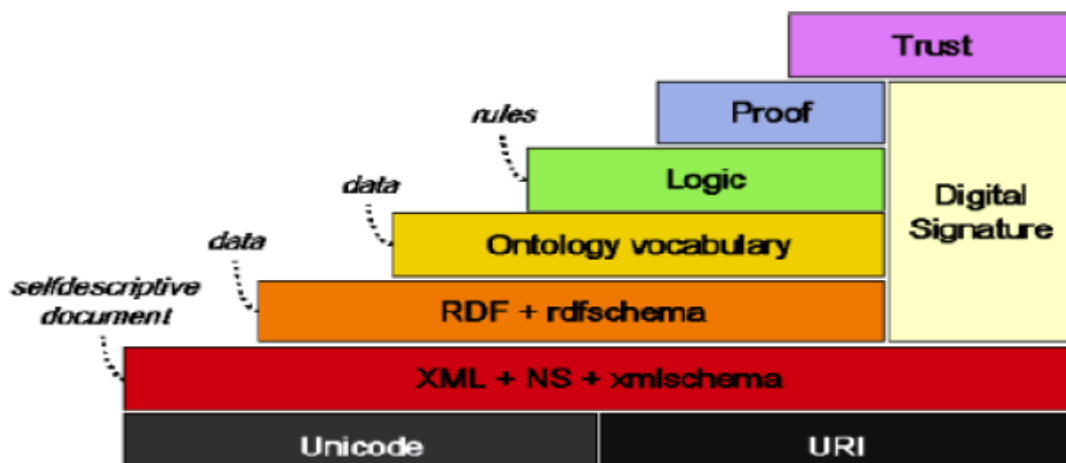 Trust
Proof
rules
Logic
Digital
Signature
data
Ontology vocabulary
data
RDF + rdfschema
selfdescriptive
document
XML + NS + xmlschema
Unicode
URI